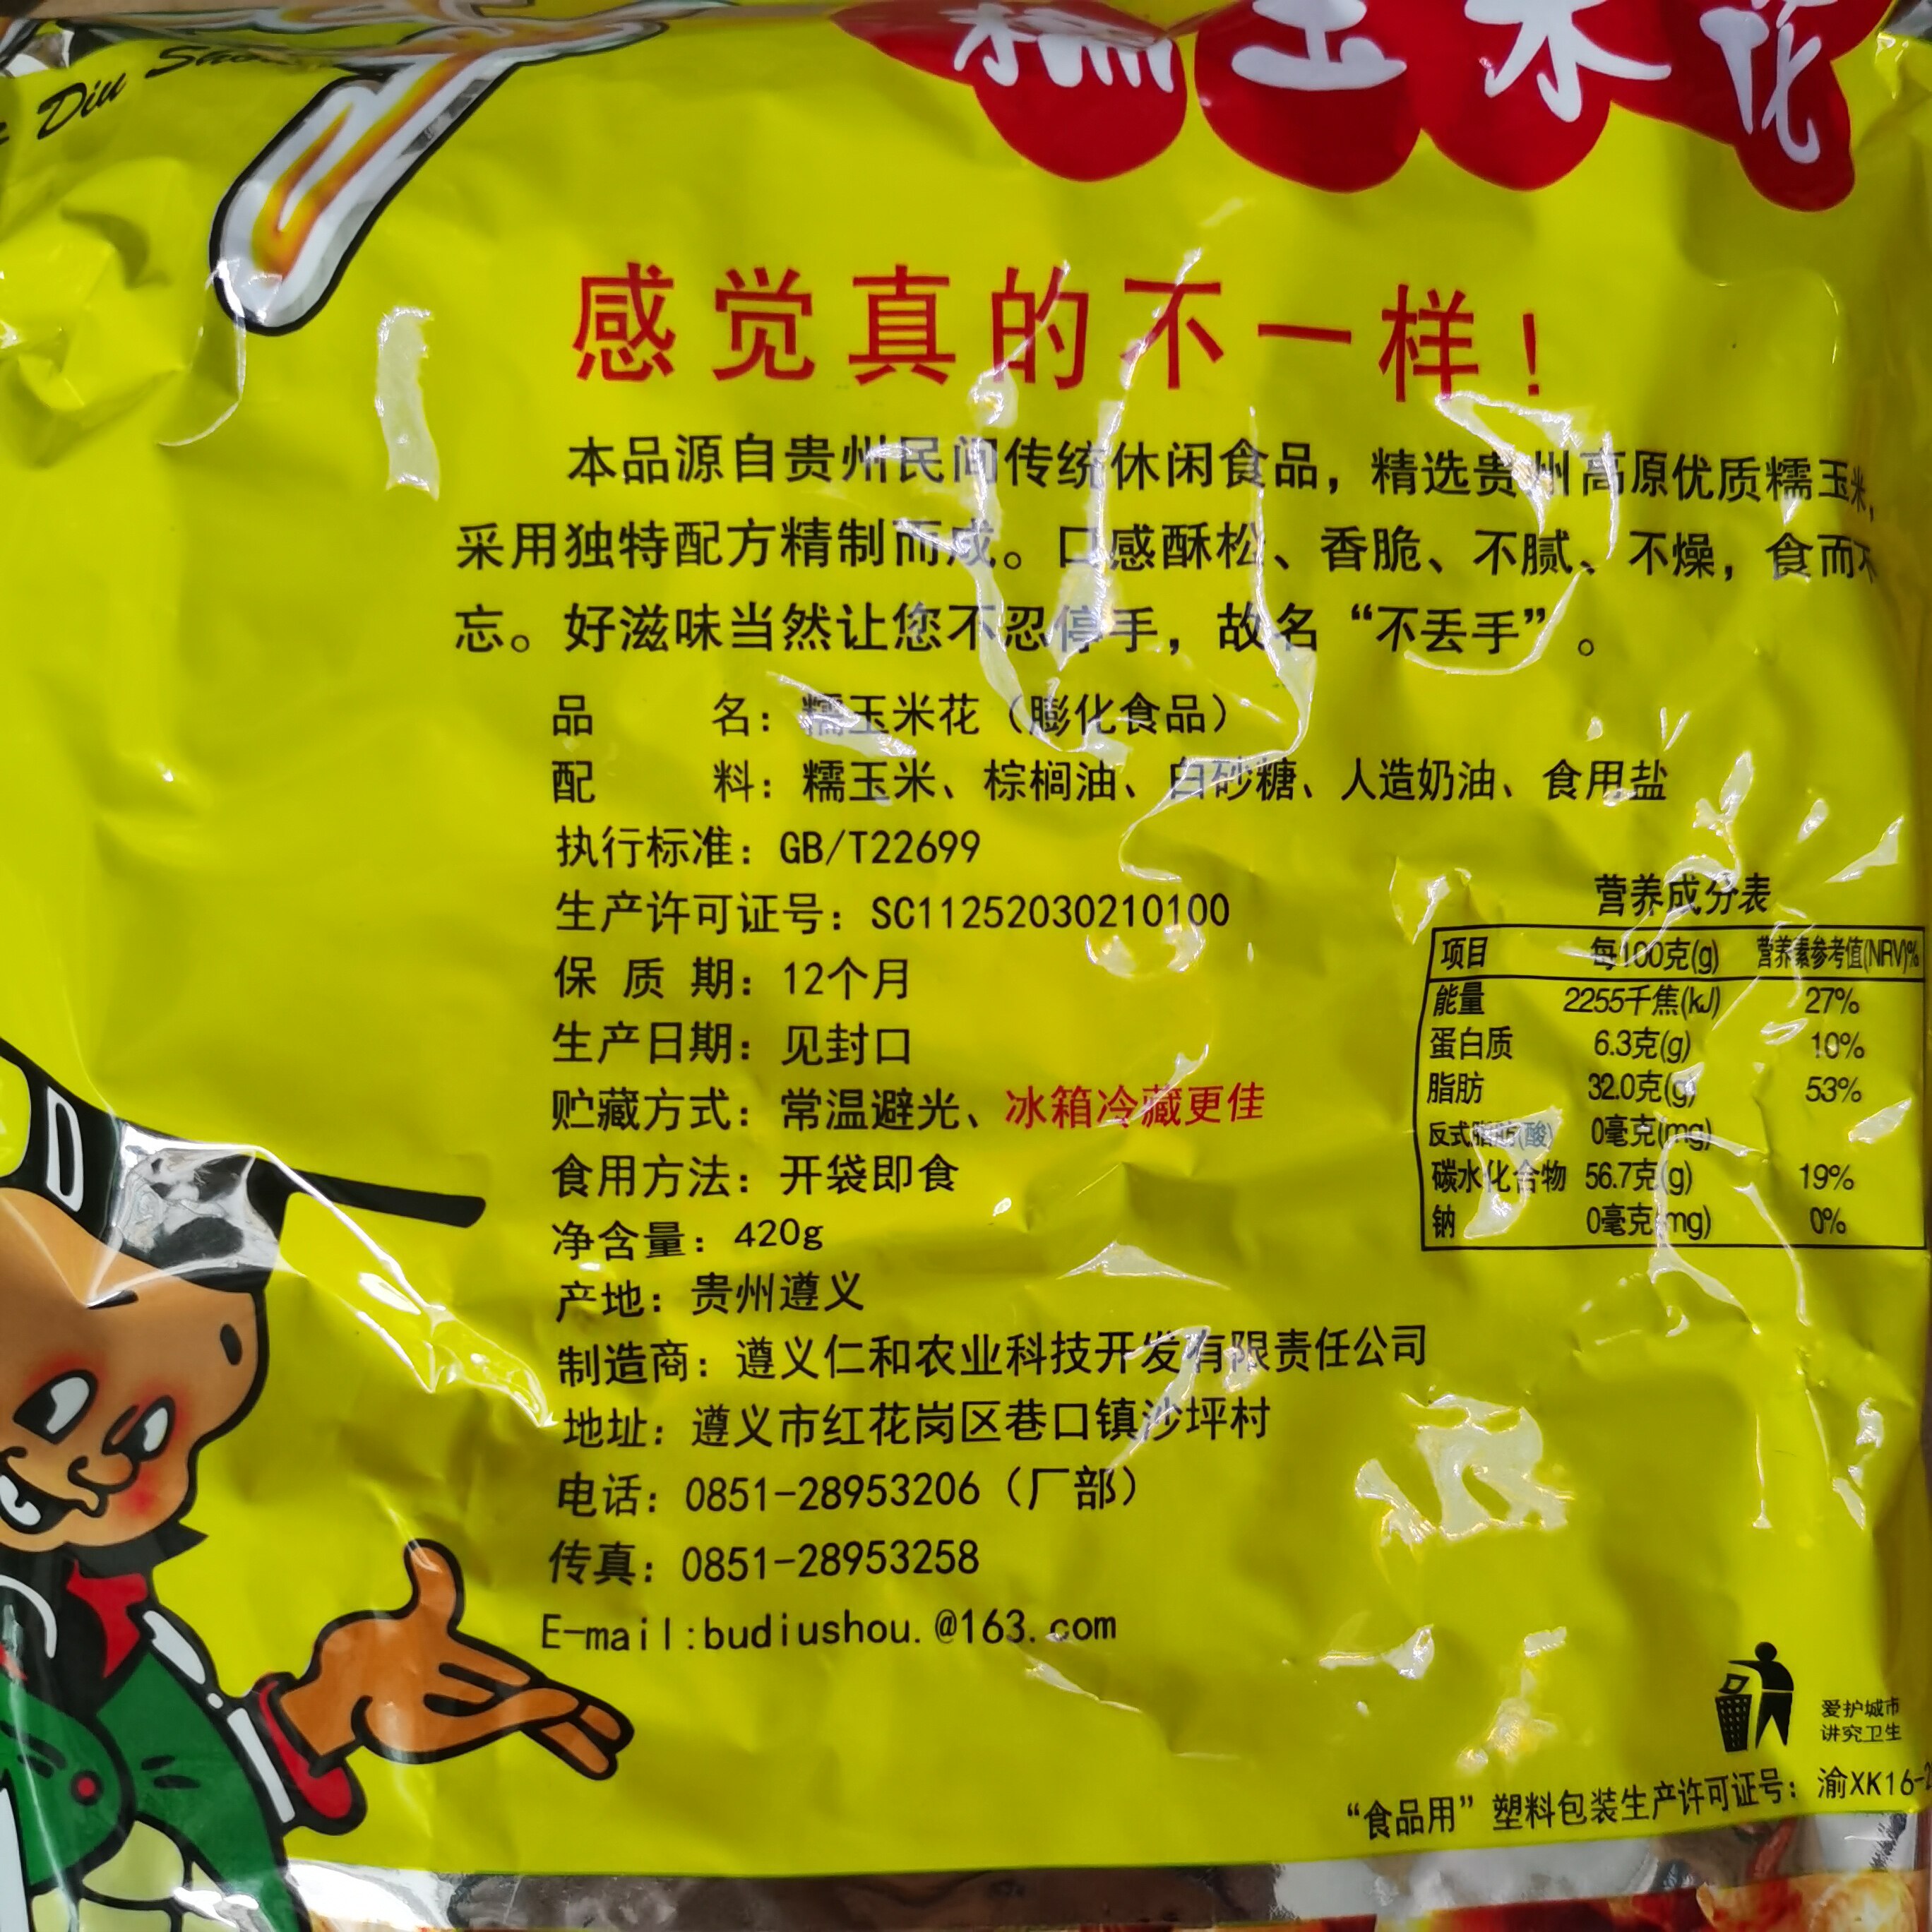 Diu Shou
糯玉米花
感觉真的不一样！
本品源自贵州民间传统休闲食品，精选贵州高原优质糯玉米，
采用独特配方精制而成。口感酥松、香脆、不腻、不燥，食而不
忘。好滋味当然让您不忍停手，故名“不丢手”。
品 名：糯玉米花（膨化食品）
配 料：糯玉米、棕榈油、白砂糖、人造奶油、食用盐
执行标准：GB/T22699
生产许可证号：SC11252030210100
保 质 期：12个月
生产日期：见封口
贮藏方式：常温避光、冰箱冷藏更佳
食用方法：开袋即食
净含量：420g
产地：贵州遵义
制造商：遵义仁和农业科技开发有限责任公司
地址：遵义市红花岗区巷口镇沙坪村
电话：0851-28953206（厂部）
传真：0851-28953258
E-mail:budiushou.@163.com
营养成分表
项目 每100克(g) 营养素参考值(NRV)%
能量 2255千焦(kJ) 27%
蛋白质 6.3克(g) 10%
脂肪 32.0克(g) 53%
反式脂肪(酸) 0毫克(mg)
碳水化合物 56.7克(g) 19%
钠 0毫克(mg) 0%
爱护城市
讲究卫生
“食品用”塑料包装生产许可证号：渝XK16-2